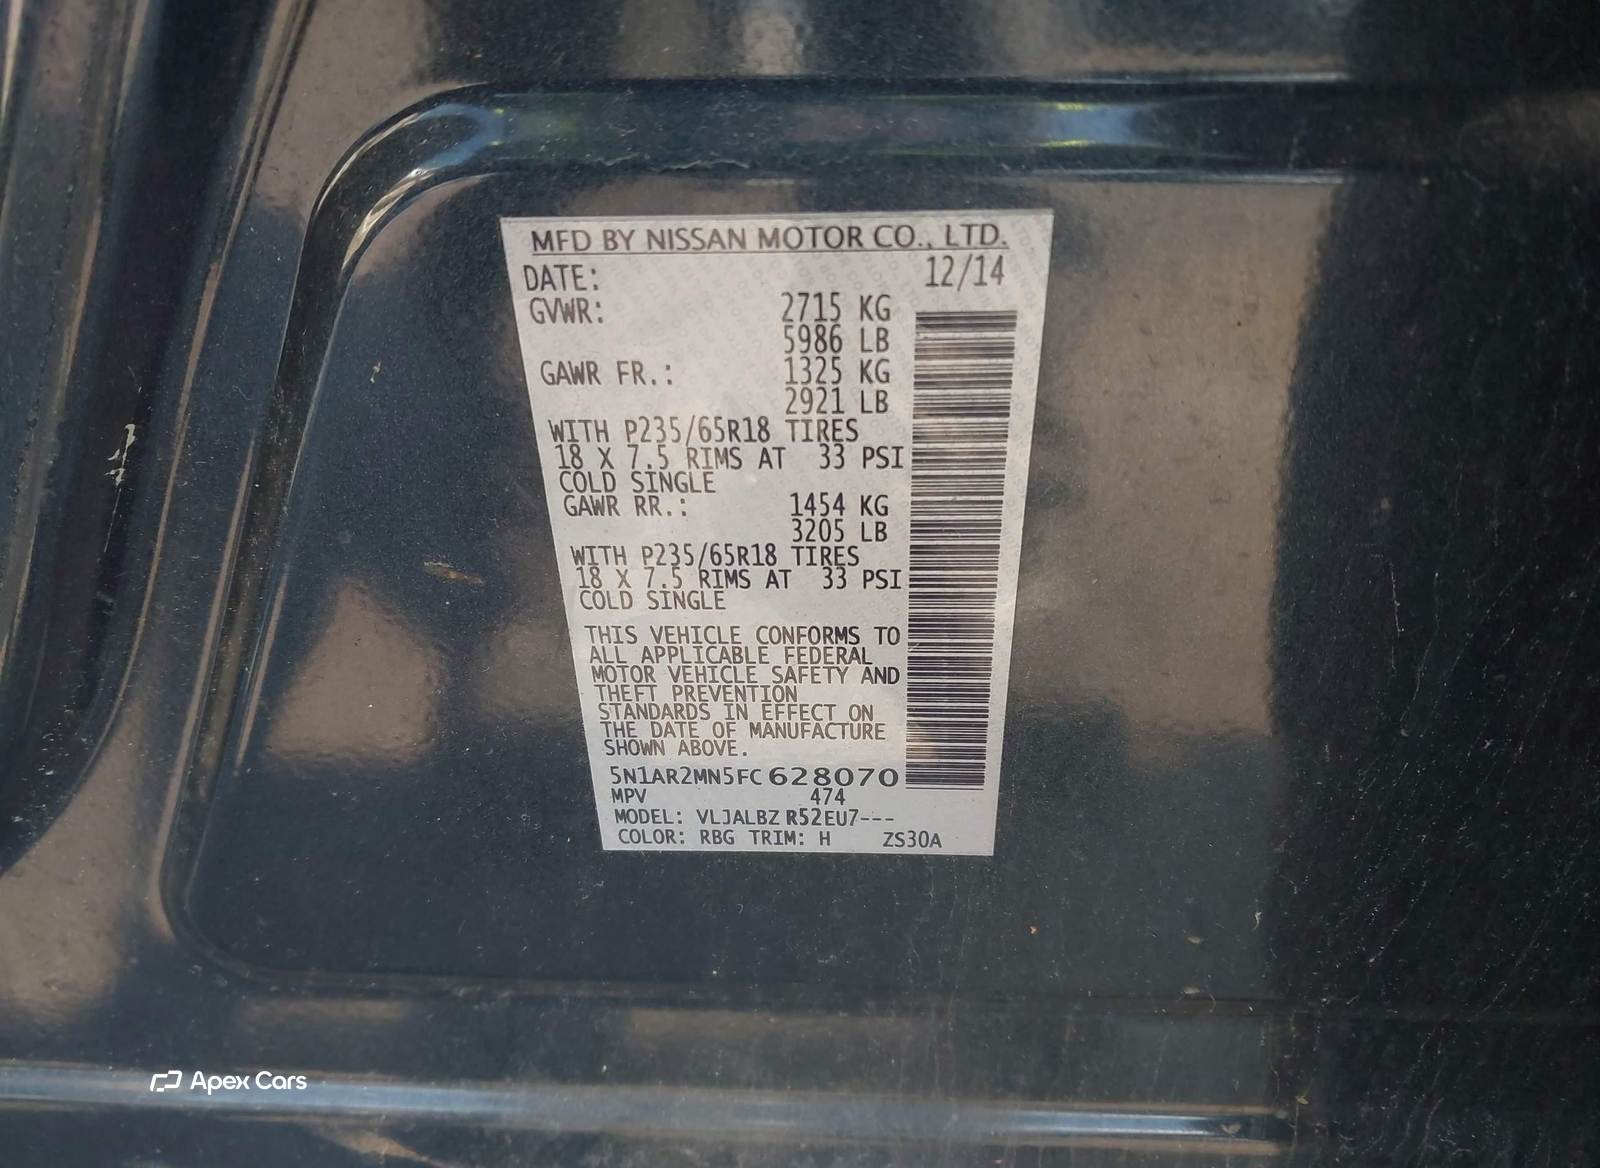 MFD BY NISSAN MOTOR CO., LTD.
DATE: 12/14
GVWR: 2715 KG
5986 LB
GAWR FR.: 1325 KG
2921 LB
WITH P235/65R18 TIRES
18 X 7.5 RIMS AT 33 PSI
COLD SINGLE
GAWR RR.: 1454 KG
3205 LB
WITH P235/65R18 TIRES
18 X 7.5 RIMS AT 33 PSI
COLD SINGLE
THIS VEHICLE CONFORMS TO
ALL APPLICABLE FEDERAL
MOTOR VEHICLE SAFETY AND
THEFT PREVENTION
STANDARDS IN EFFECT ON
THE DATE OF MANUFACTURE
SHOWN ABOVE.
5N1AR2MN5FC628070
MPV 474
MODEL: VLJALBZ R52EU7---
COLOR: RBG TRIM: H ZS30A
Apex Cars